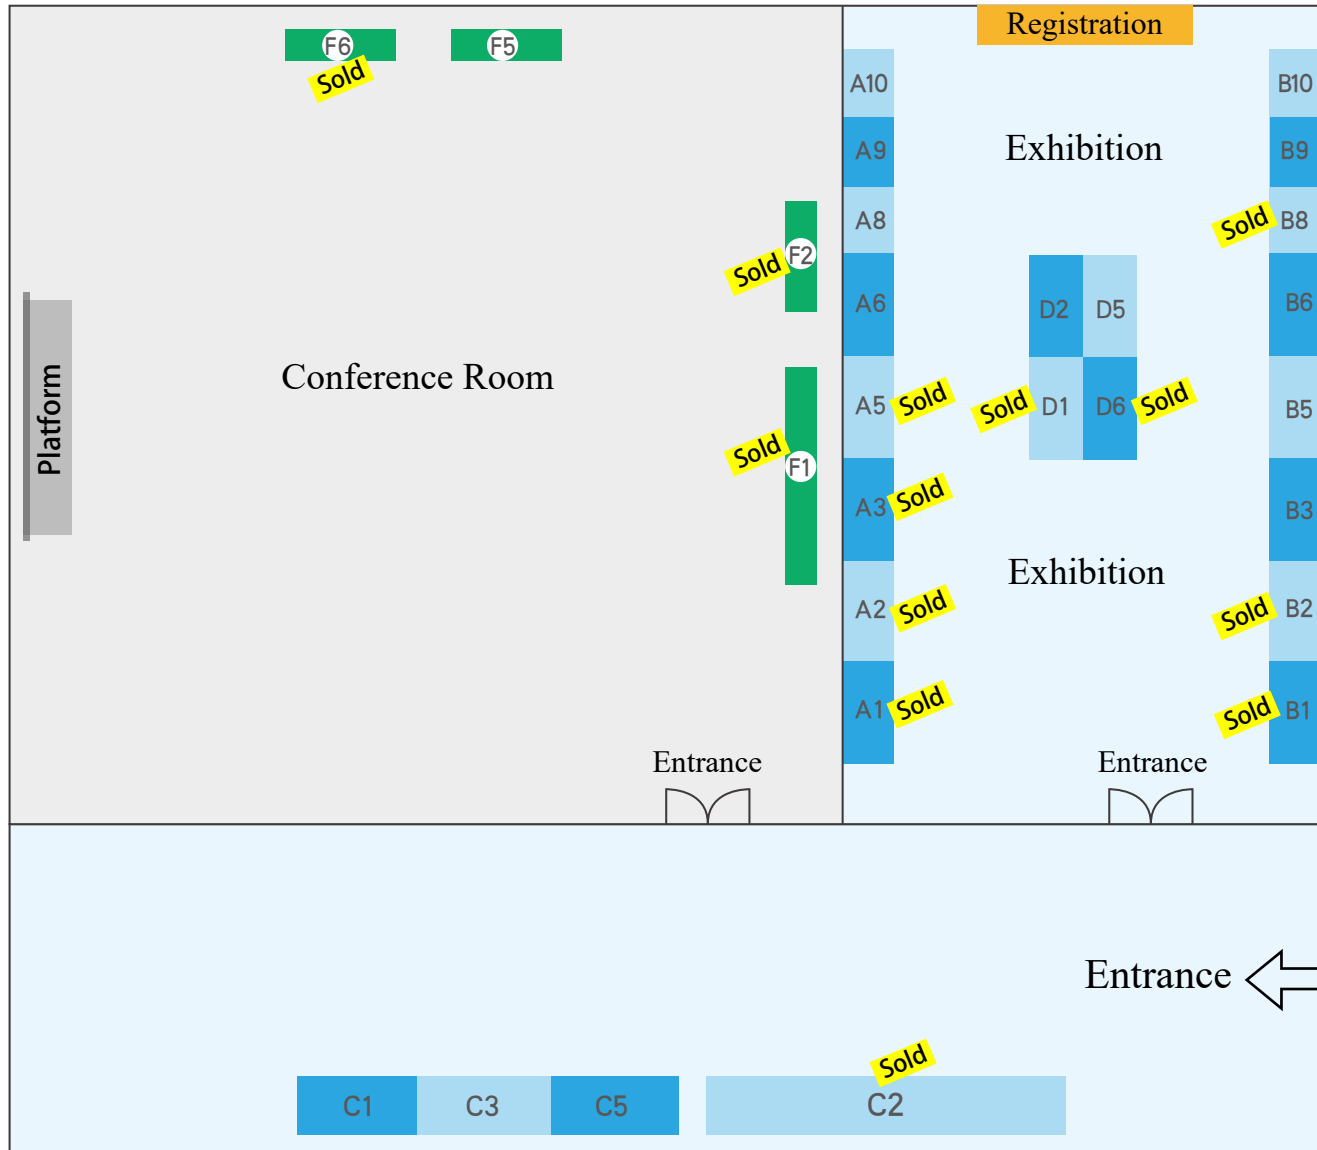 Registration
F6
F5
Sold
A10
B10
A9
Exhibition
B9
A8
Sold
B8
F2
Sold
A6
D2
D5
B6
Conference Room
Platform
A5
Sold
Sold
D1
D6
Sold
B5
Sold
F1
A3
Sold
B3
Exhibition
A2
Sold
Sold
B2
A1
Sold
Sold
B1
Entrance
Entrance
Entrance
Sold
C1
C3
C5
C2